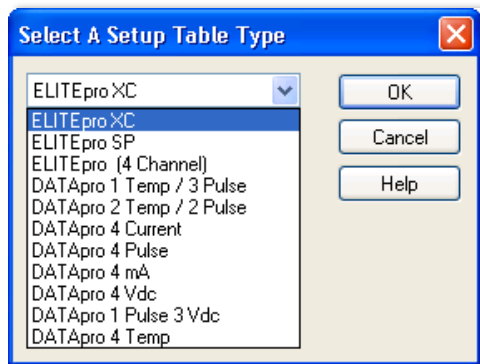 Select A Setup Table Type
ELITEpro XC
OK
ELITEpro XC
ELITEpro SP
Cancel
ELITEpro (4 Channel)
DATApro 1 Temp / 3 Pulse
Help
DATApro 2 Temp / 2 Pulse
DATApro 4 Current
DATApro 4 Pulse
DATApro 4 mA
DATApro 4 Vdc
DATApro 1 Pulse 3 Vdc
DATApro 4 Temp